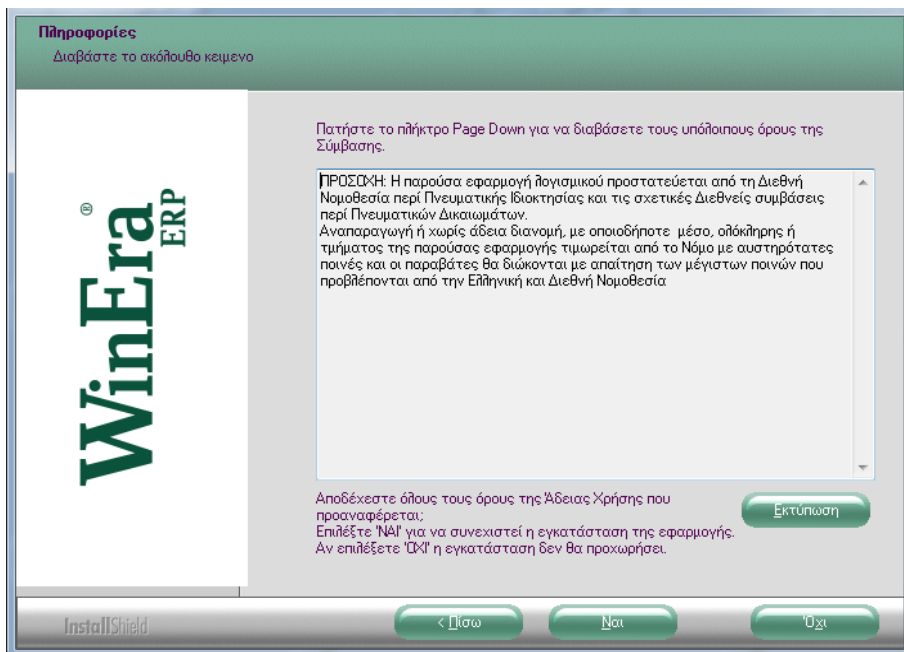 Πληροφορίες
Διαβάστε το ακόλουθο κειμενο
Πατήστε το πλήκτρο Page Down για να διαβάσετε τους υπόλοιπους όρους της
Σύμβασης.
ΠΡΟΣΟΧΗ: Η παρούσα εφαρμογή λογισμικού προστατεύεται από τη Διεθνή
Νομοθεσία περί Πνευματικής Ιδιοκτησίας και τις σχετικές Διεθνείς συμβάσεις
περί Πνευματικών Δικαιωμάτων.
Αναπαραγωγή ή χωρίς άδεια διανομή, με οποιοδήποτε μέσο, ολόκληρης ή
τμήματος της παρούσας εφαρμογής τιμωρείται από το Νόμο με αυστηρότατες
ποινές και οι παραβάτες θα διώκονται με απαίτηση των μέγιστων ποινών που
προβλέπονται από την Ελληνική και Διεθνή Νομοθεσία
WinEra®
ERP
Αποδέχεστε όλους τους όρους της Άδειας Χρήσης που
προαναφέρεται;
Επιλέξτε 'ΝΑΙ' για να συνεχιστεί η εγκατάσταση της εφαρμογής.
Αν επιλέξετε 'ΟΧΙ' η εγκατάσταση δεν θα προχωρήσει.
Εκτύπωση
InstallShield
< Πίσω
Ναι
Όχι